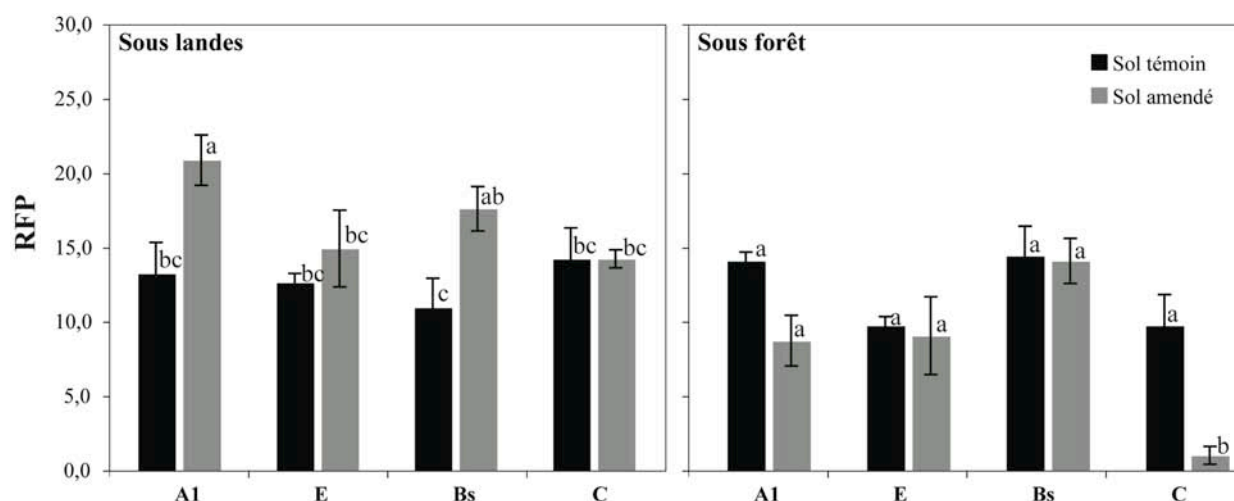 30,0
25,0
20,0
15,0
10,0
5,0
0,0
RFP
Sous landes
bc
a
bc
bc
c
ab
bc
bc
A1 E Bs C
Sous forêt
Sol témoin
Sol amendé
a
a
a
a
a
a
a
b
A1 E Bs C